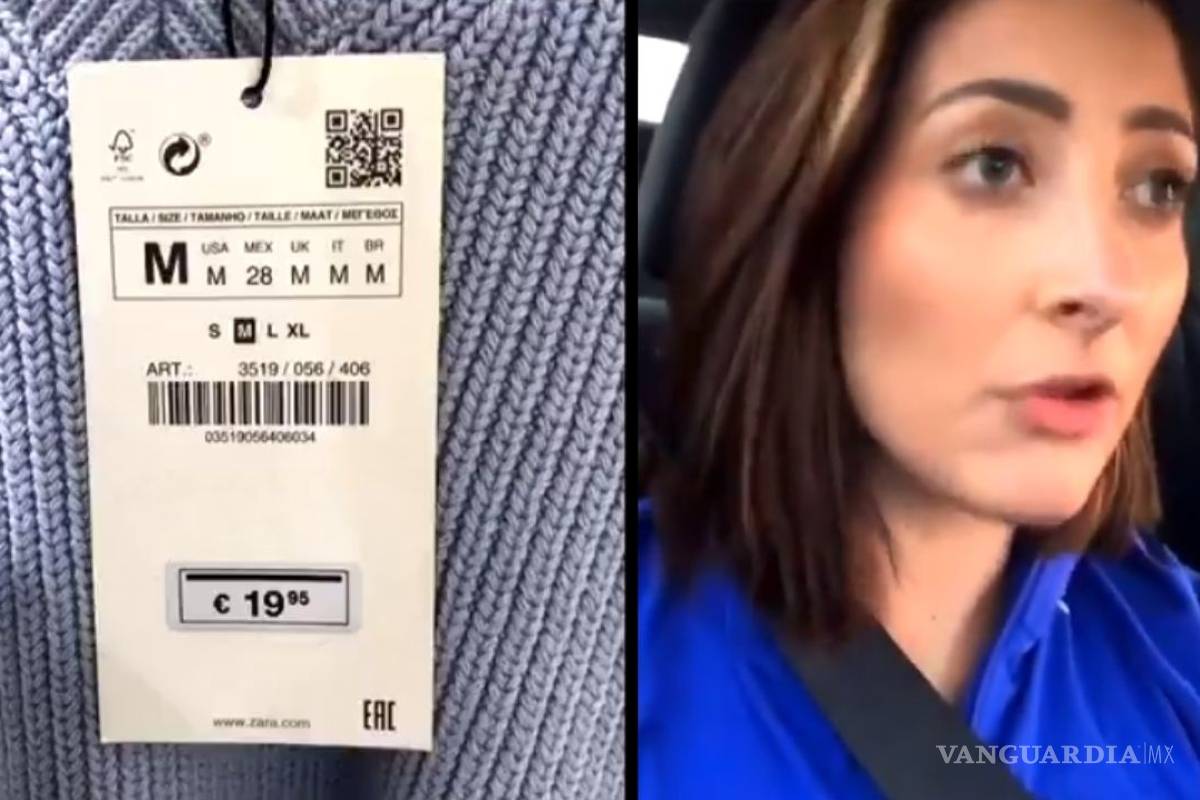 FSC
®
TALLA / SIZE / TAMANHO / TAILLE / MAAT / ΜΕΓΕΘΟΣ
M
USA MEX UK IT BR
M 28 M M M
S M L XL
ART.: 3519 / 056 / 406
03519056406034
€ 19 95
www.zara.com
EAC
VANGUARDIA|MX